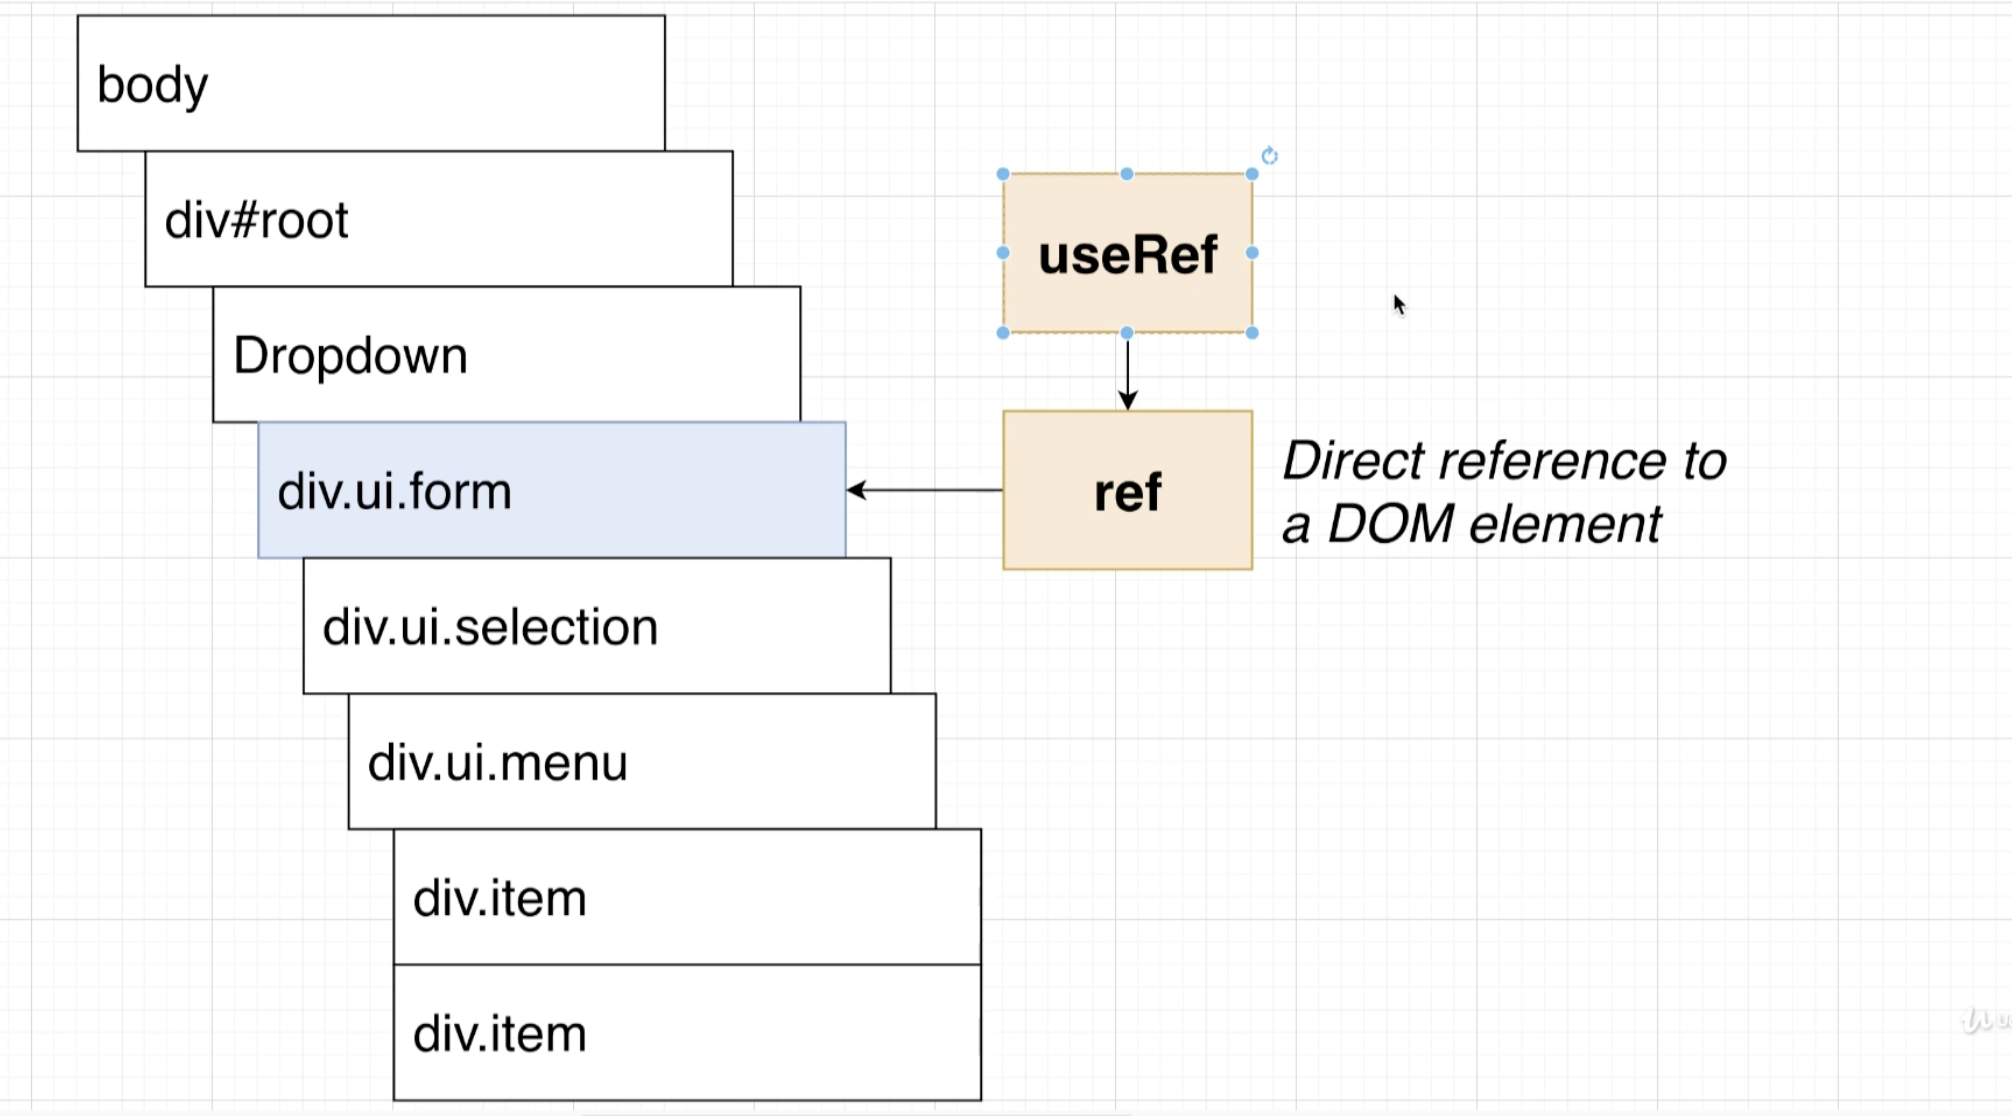 body
div#root
Dropdown
div.ui.form
div.ui.selection
div.ui.menu
div.item
div.item
useRef
ref
Direct reference to
a DOM element